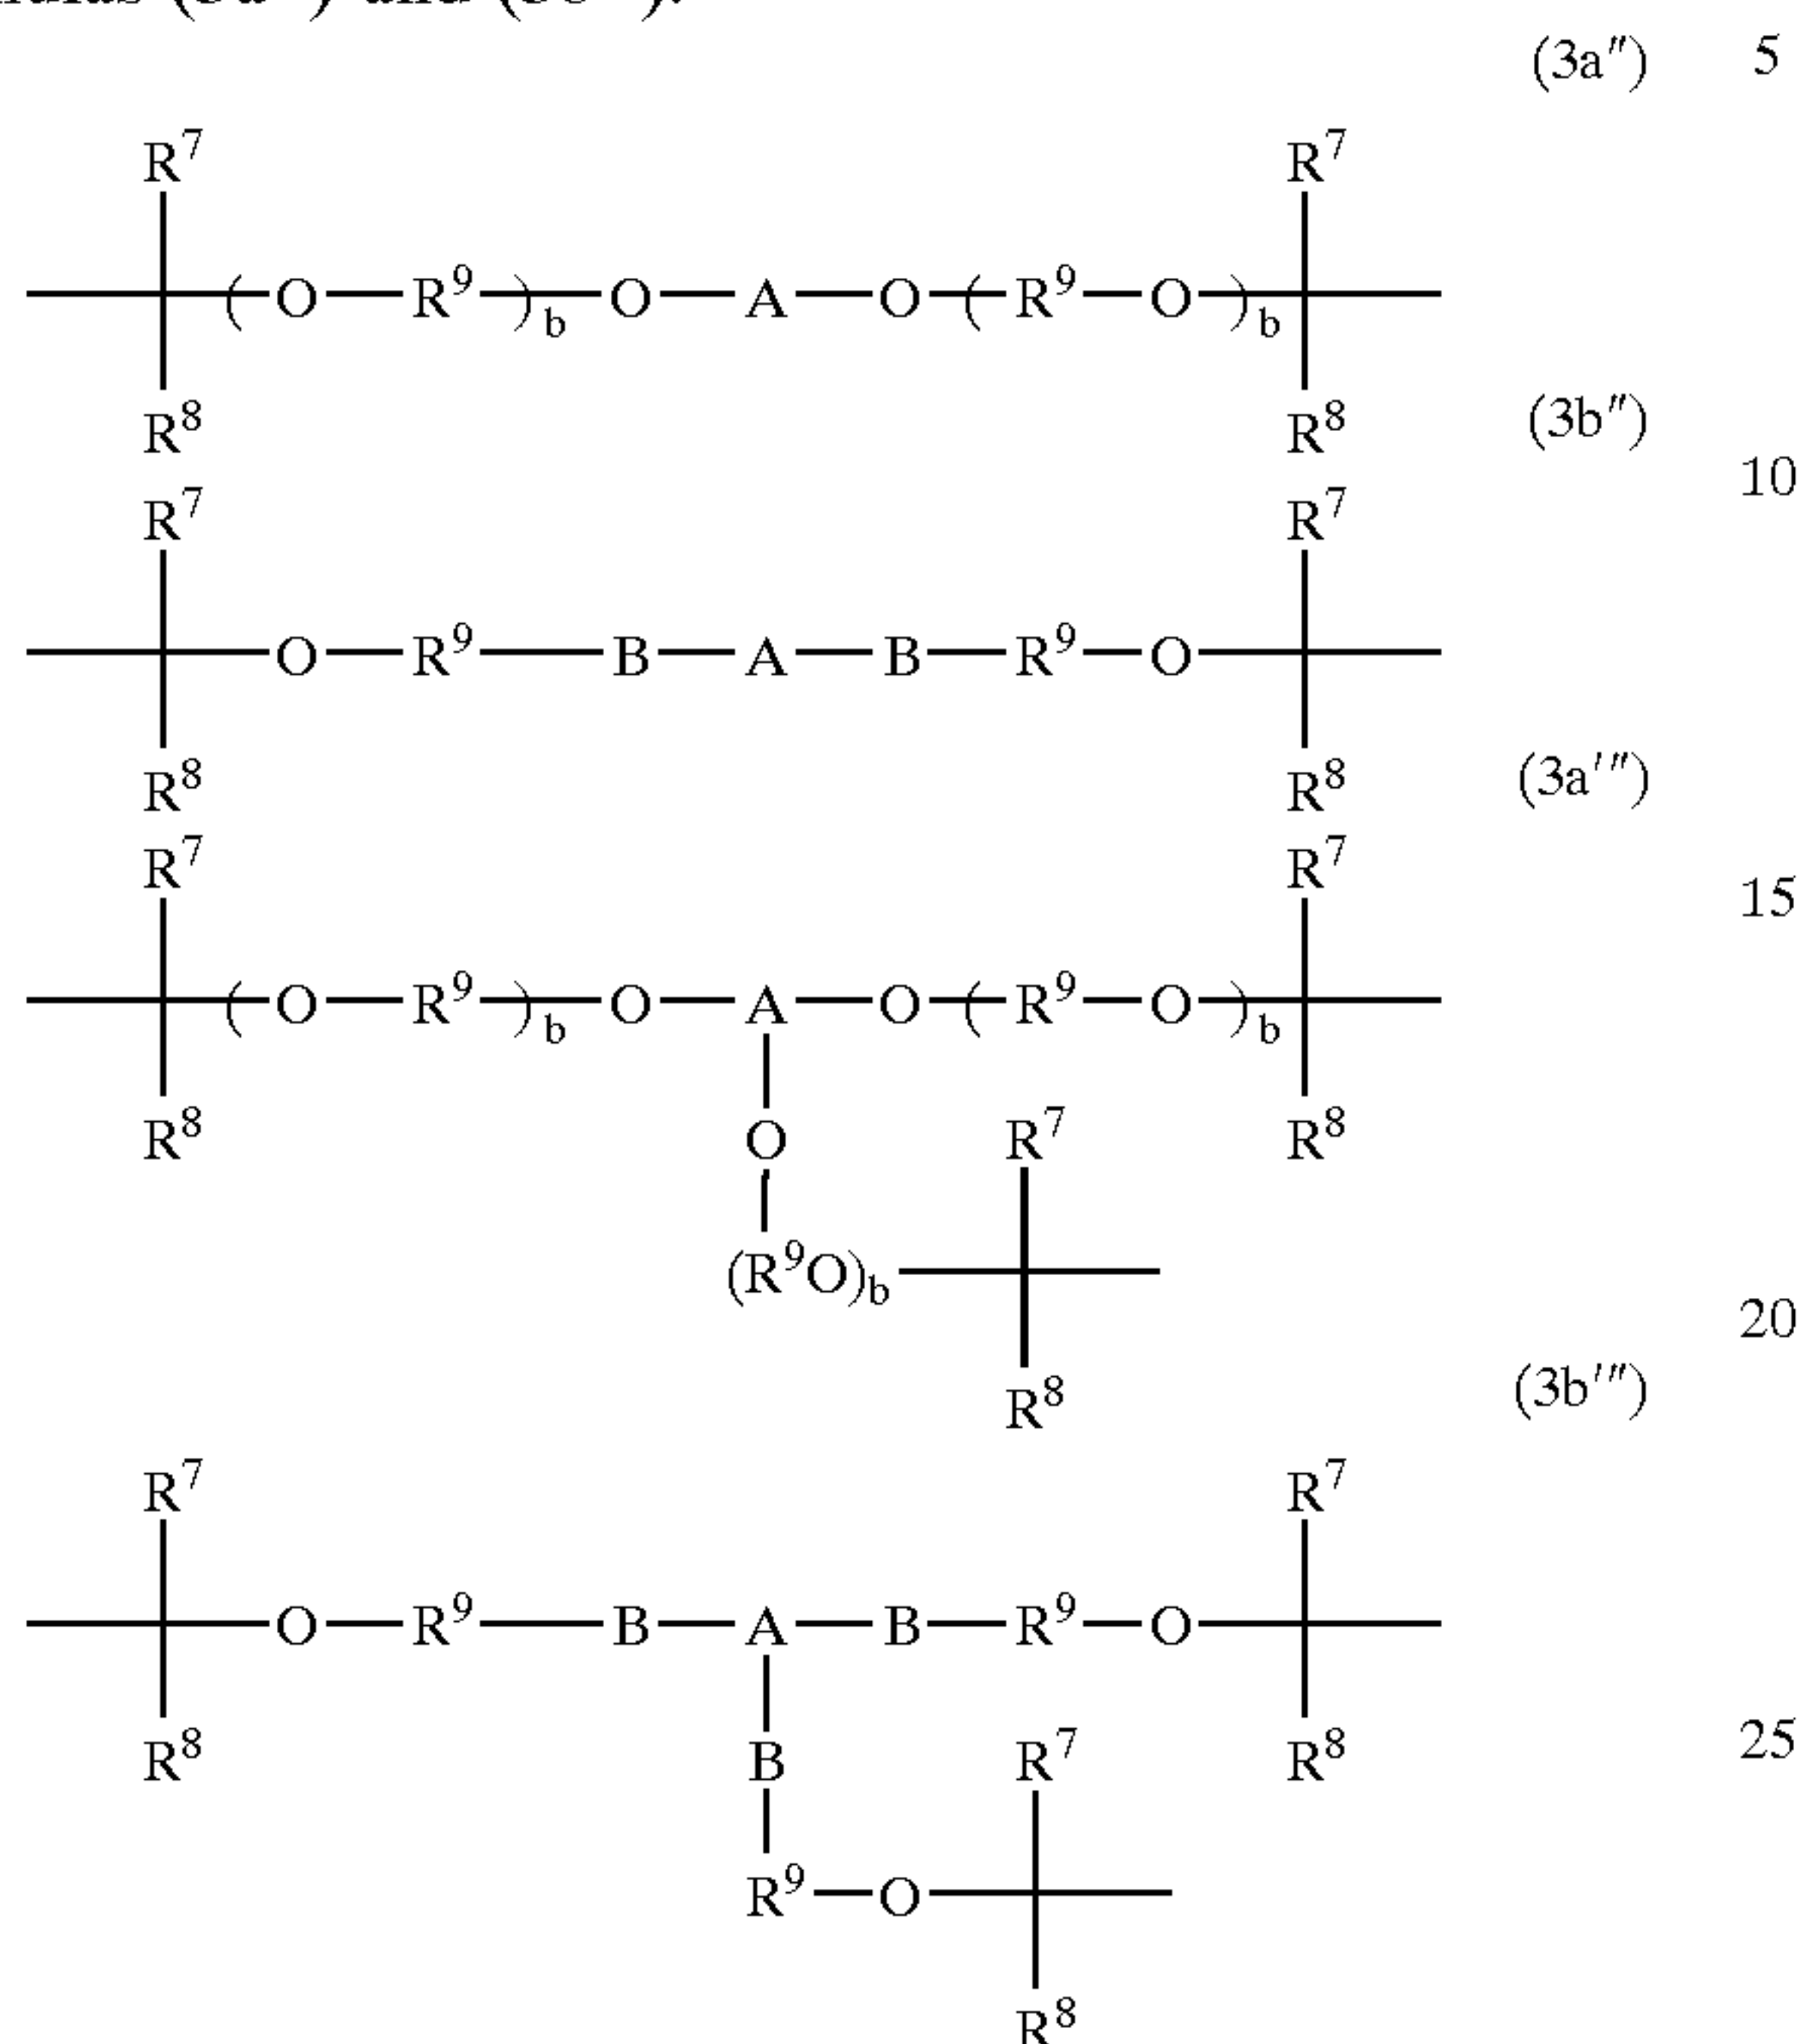 (3a″) 5
R⁷ R⁷
( O R⁹ )b O A O ( R⁹ O )b
R⁸ R⁸ (3b″)
10
R⁷ R⁷
O R⁹ B A B R⁹ O
R⁸ R⁸ (3a‴)
R⁷ R⁷
15
( O R⁹ )b O A O ( R⁹ O )b
R⁸ O R⁷ R⁸
(R⁹O)b
20
R⁸ (3b‴)
R⁷ R⁷
O R⁹ B A B R⁹ O
R⁸ B R⁷ R⁸ 25
R⁹ O
R⁸